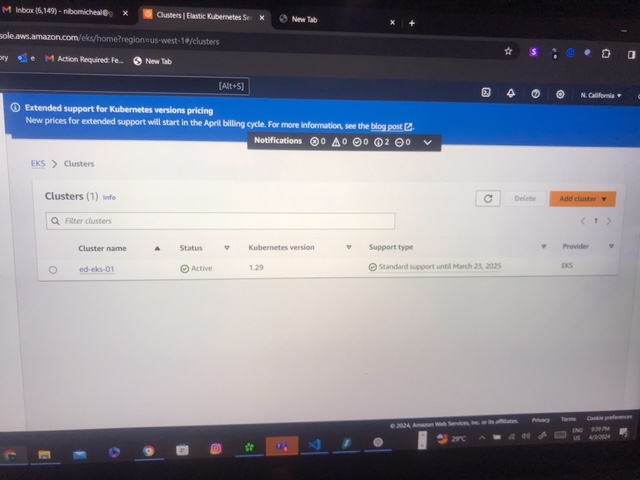 Inbox (6,149) - nibomicheal@g
Clusters | Elastic Kubernetes Se
New Tab
sole.aws.amazon.com/eks/home?region=us-west-1#/clusters
ory
e
Action Required: Fe...
New Tab
[Alt+S]
N. California
Extended support for Kubernetes versions pricing
New prices for extended support will start in the April billing cycle. For more information, see the blog post.
Notifications 0 0 0 2 0
EKS > Clusters
Clusters (1) Info
Delete
Add cluster
Filter clusters
1
Cluster name Status Kubernetes version Support type Provider
ed-eks-01 Active 1.29 Standard support until March 23, 2025 EKS
© 2024, Amazon Web Services, Inc. or its affiliates. Privacy Terms Cookie preferences
29°C
ENG
US
9:39 PM
4/3/2024